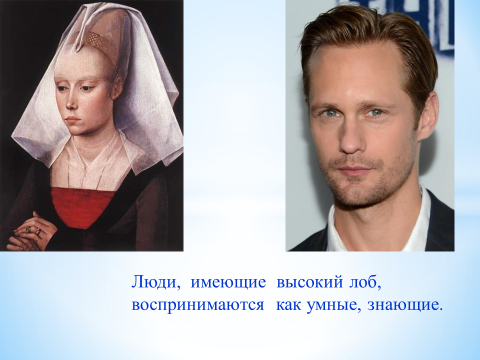 Люди, имеющие высокий лоб,
воспринимаются как умные, знающие.